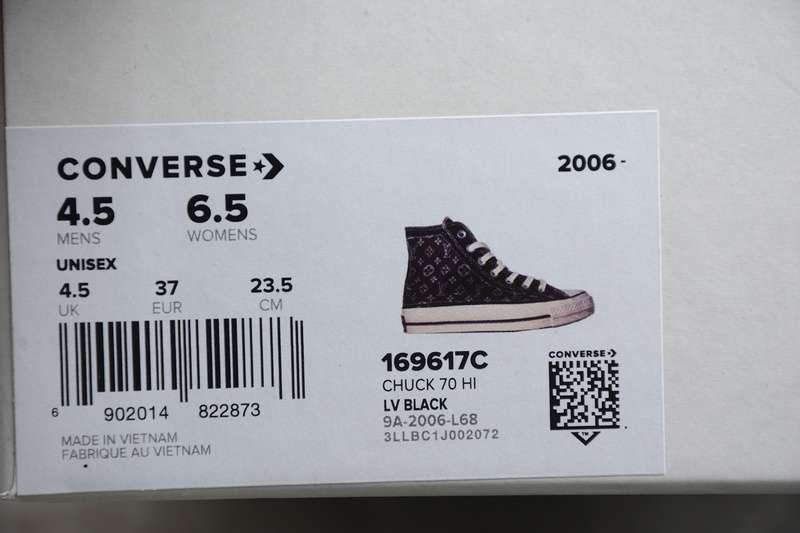 CONVERSE
2006-
4.5 6.5
MENS WOMENS
UNISEX
4.5 37 23.5
UK EUR CM
6 902014 822873
MADE IN VIETNAM
FABRIQUE AU VIETNAM
169617C
CHUCK 70 HI
LV BLACK
9A-2006-L68
3LLBC1J002072
CONVERSE
TM